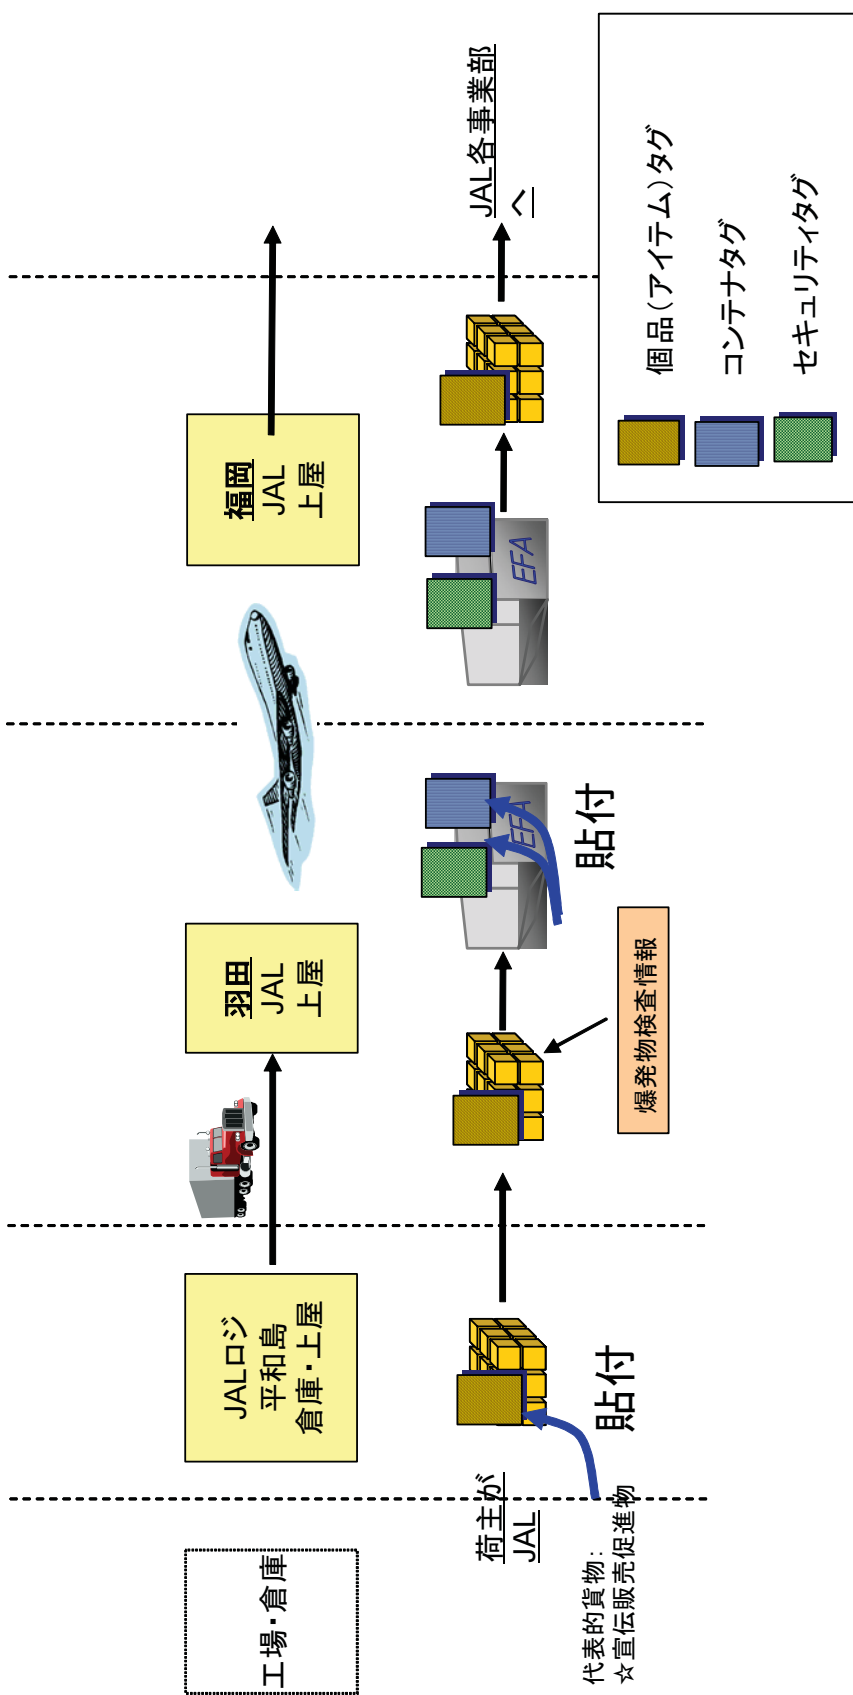 工場・倉庫
JALロジ
平和島
倉庫・上屋
羽田
JAL
上屋
福岡
JAL
上屋
荷主が
JAL
代表的貨物：
☆宣伝販売促進物
貼付
爆発物検査情報
EFA
貼付
EFA
JAL各事業部
へ
個品（アイテム）タグ
コンテナタグ
セキュリティタグ